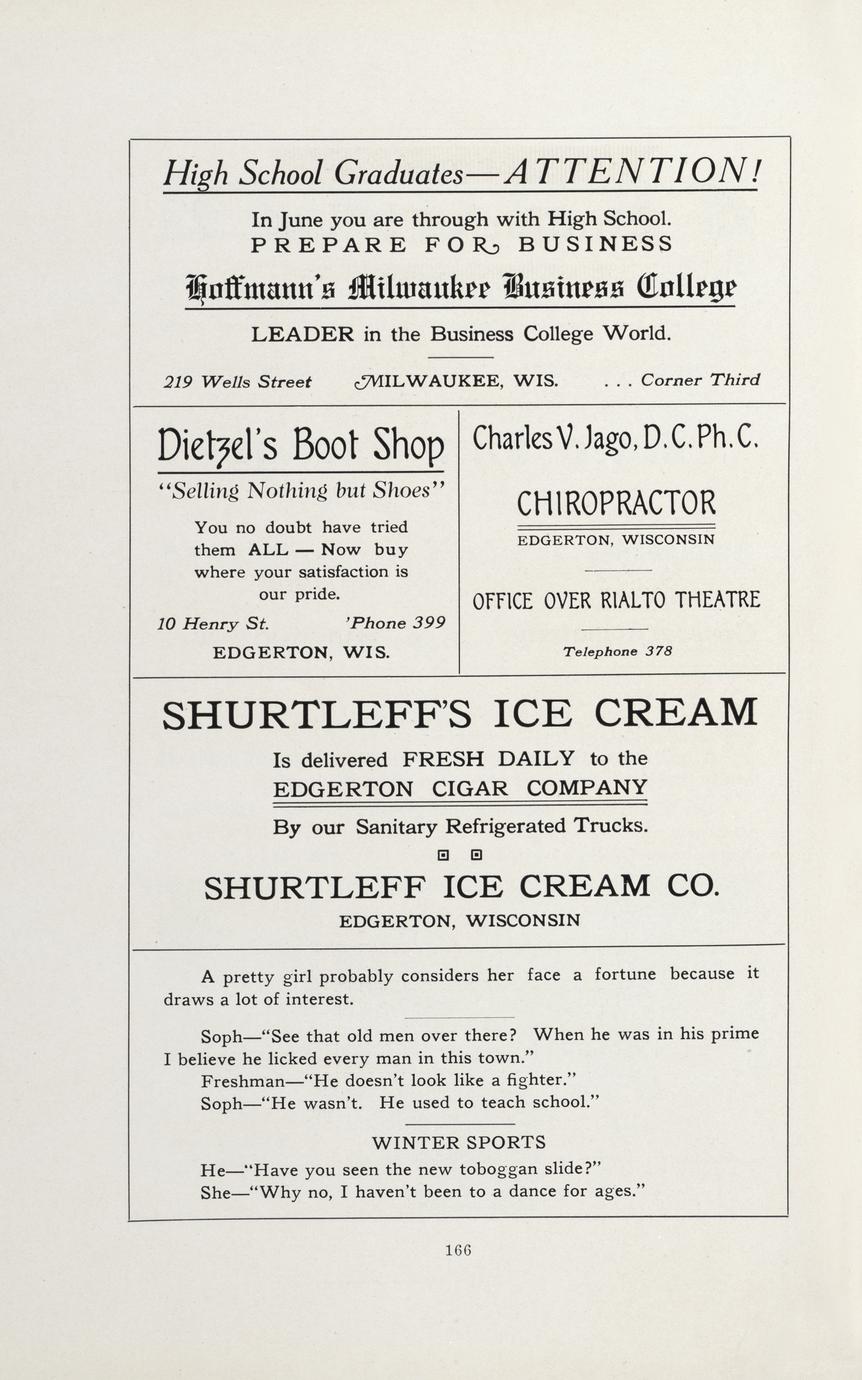 High School Graduates—ATTENTION!
In June you are through with High School.
PREPARE FOR BUSINESS
Hoffmann's Milwaukee Business College
LEADER in the Business College World.
219 Wells Street MILWAUKEE, WIS. . . . Corner Third
Dietzel's Boot Shop
“Selling Nothing but Shoes”
You no doubt have tried
them ALL — Now buy
where your satisfaction is
our pride.
10 Henry St. 'Phone 399
EDGERTON, WIS.
Charles V. Jago, D.C. Ph.C.
CHIROPRACTOR
EDGERTON, WISCONSIN
OFFICE OVER RIALTO THEATRE
Telephone 378
SHURTLEFF'S ICE CREAM
Is delivered FRESH DAILY to the
EDGERTON CIGAR COMPANY
By our Sanitary Refrigerated Trucks.
SHURTLEFF ICE CREAM CO.
EDGERTON, WISCONSIN
A pretty girl probably considers her face a fortune because it
draws a lot of interest.
Soph—“See that old men over there? When he was in his prime
I believe he licked every man in this town.”
Freshman—“He doesn't look like a fighter.”
Soph—“He wasn't. He used to teach school.”
WINTER SPORTS
He—“Have you seen the new toboggan slide?”
She—“Why no, I haven't been to a dance for ages.”
166